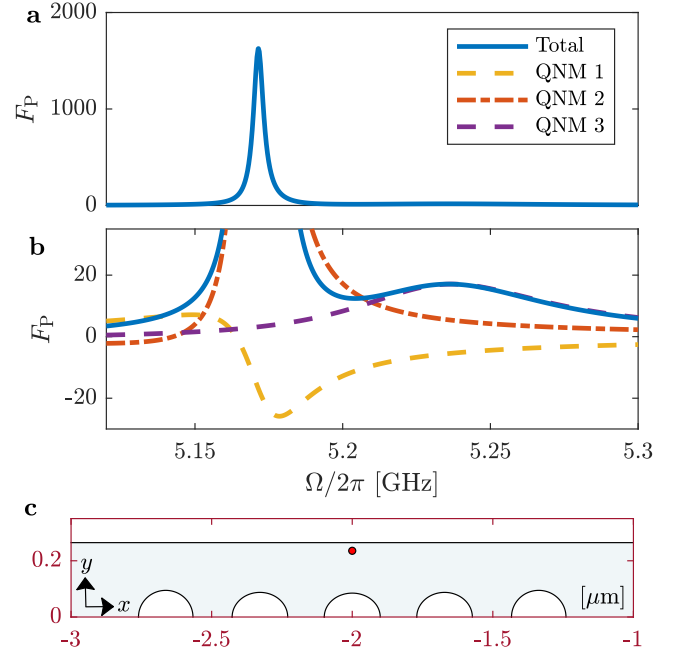 a
2000
1000
0
F_P
Total
QNM 1
QNM 2
QNM 3
b
20
0
-20
F_P
5.15
5.2
5.25
5.3
Ω/2π [GHz]
c
0.2
0
y
x
[μm]
-3
-2.5
-2
-1.5
-1